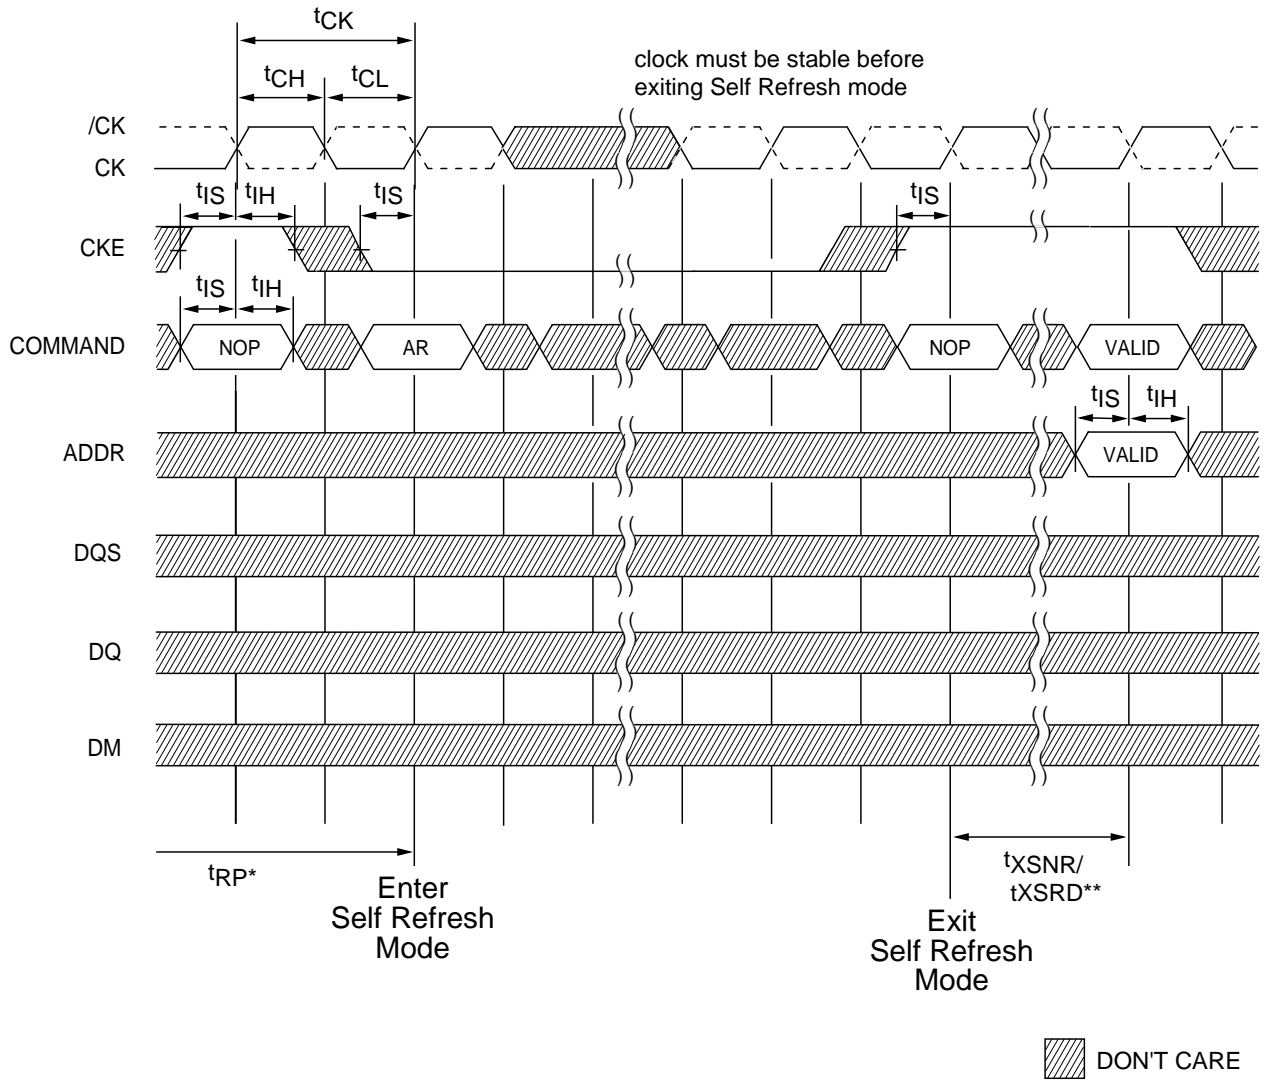 tCK
clock must be stable before
exiting Self Refresh mode
tCH
tCL
/CK
CK
tIS
tIH
tIS
tIS
CKE
tIS
tIH
COMMAND
NOP
AR
NOP
VALID
tIS
tIH
ADDR
VALID
DQS
DQ
DM
tRP*
tXSNR/
tXSRD**
Enter
Self Refresh
Mode
Exit
Self Refresh
Mode
DON'T CARE